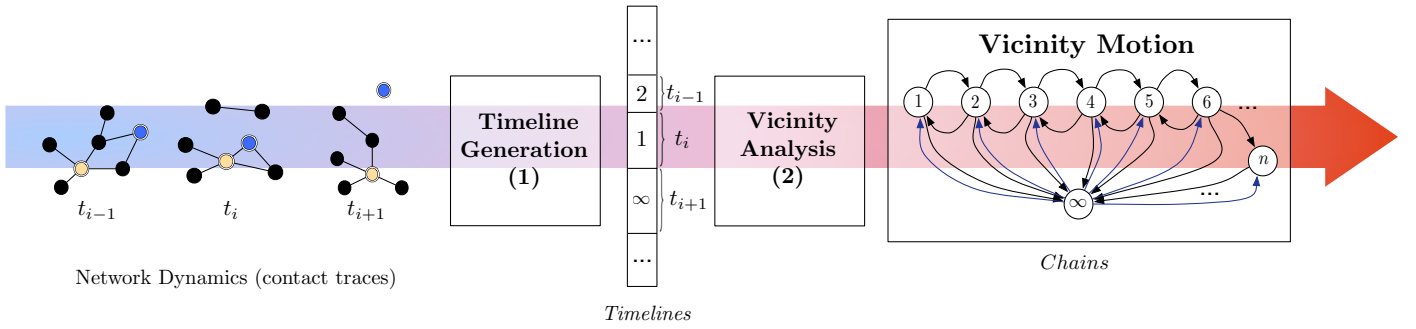 t_{i−1}
t_i
t_{i+1}
Network Dynamics (contact traces)
Timeline
Generation
(1)
...
2
1
∞
...
t_{i−1}
t_i
t_{i+1}
Timelines
Vicinity
Analysis
(2)
Vicinity Motion
1 2 3 4 5 6 ...
n
...
∞
Chains